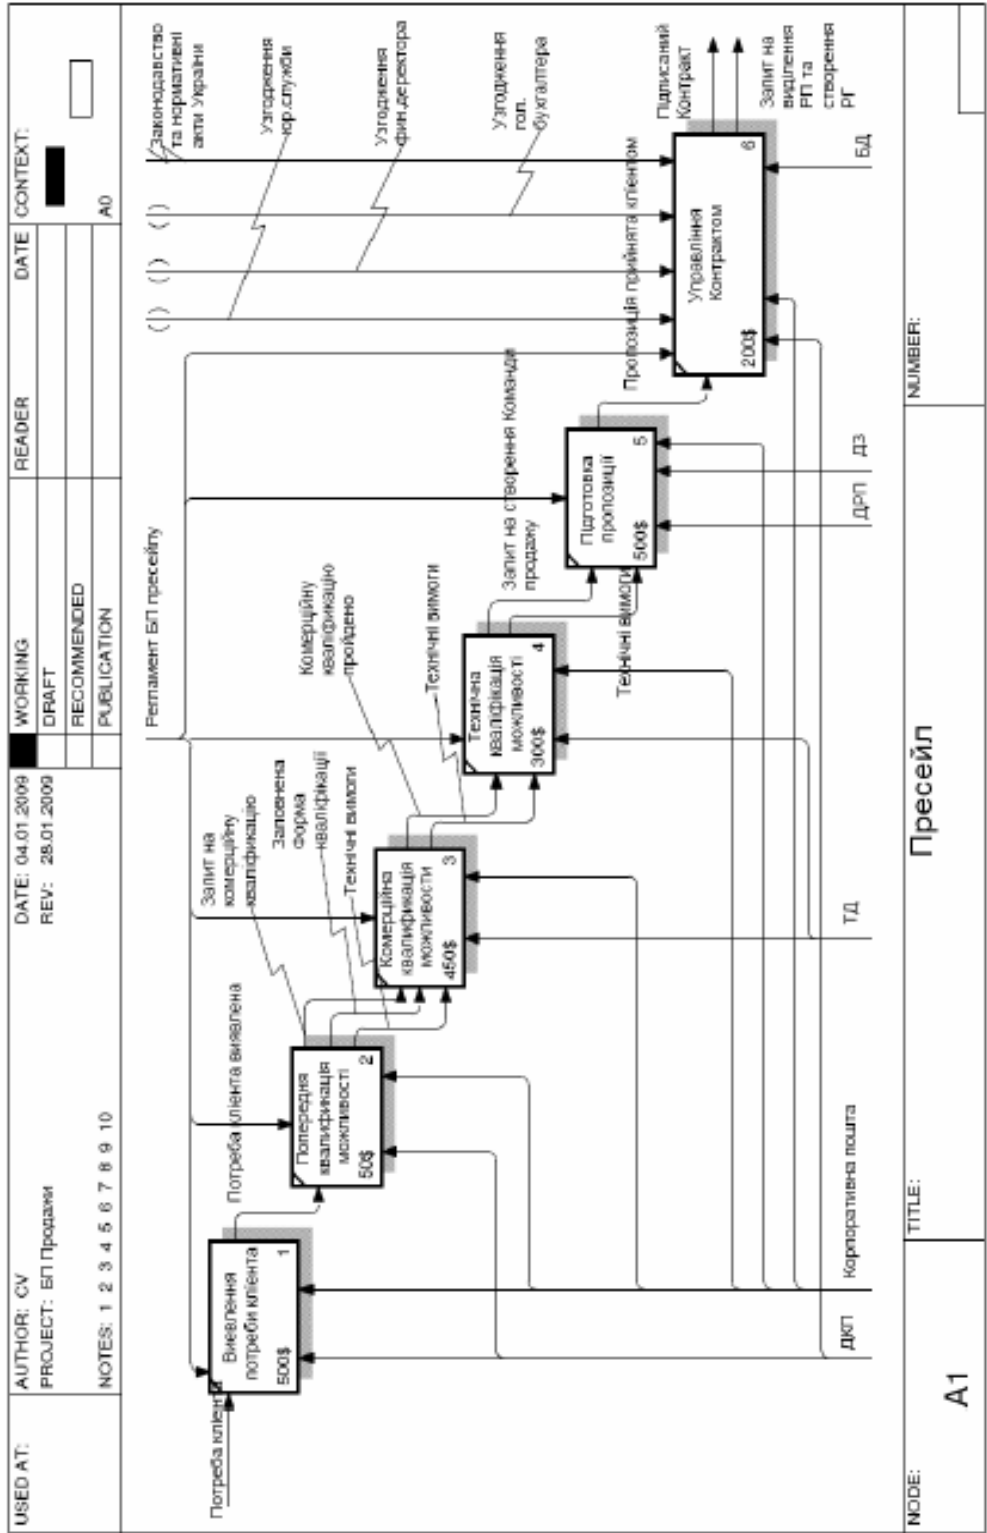 USED AT:
AUTHOR: CV
PROJECT: БП Продажи
NOTES: 1 2 3 4 5 6 7 8 9 10
DATE: 04.01.2009
REV: 28.01.2009
WORKING
DRAFT
RECOMMENDED
PUBLICATION
READER
DATE
CONTEXT:
A0
Регламент БП пресейлу
Законодавство
та нормативні
акти України
Узгодження
юр.служби
Узгодження
фин.директора
Узгодження
гол.
бухгалтера
Потреба клієнта
Виевлення
потреби клієнта
500$
1
Потреба клієнта виявлена
Попередня
квалификація
можливості
50$
2
Запит на
комерційну
кваліфикацію
Заповнена
Форма
кваліфікації
Технічні вимоги
Комерційна
квалификація
можливости
450$
3
Комерційну
кваліфікацію
пройдено
Технічні вимоги
Технічна
кваліфікація
можливості
300$
4
Запит на створення Команди
продажу
Технічні вимоги
Підготовка
пропозиції
500$
5
Пропозиція прийнята клієнтом
Управління
Контрактом
200$
6
Підписаний
Контракт
Запит на
виділення
РП та
створення
РГ
ДКП
Корпоративна пошта
ТД
ДРП
ДЗ
БД
NODE:
A1
TITLE:
Пресейл
NUMBER: